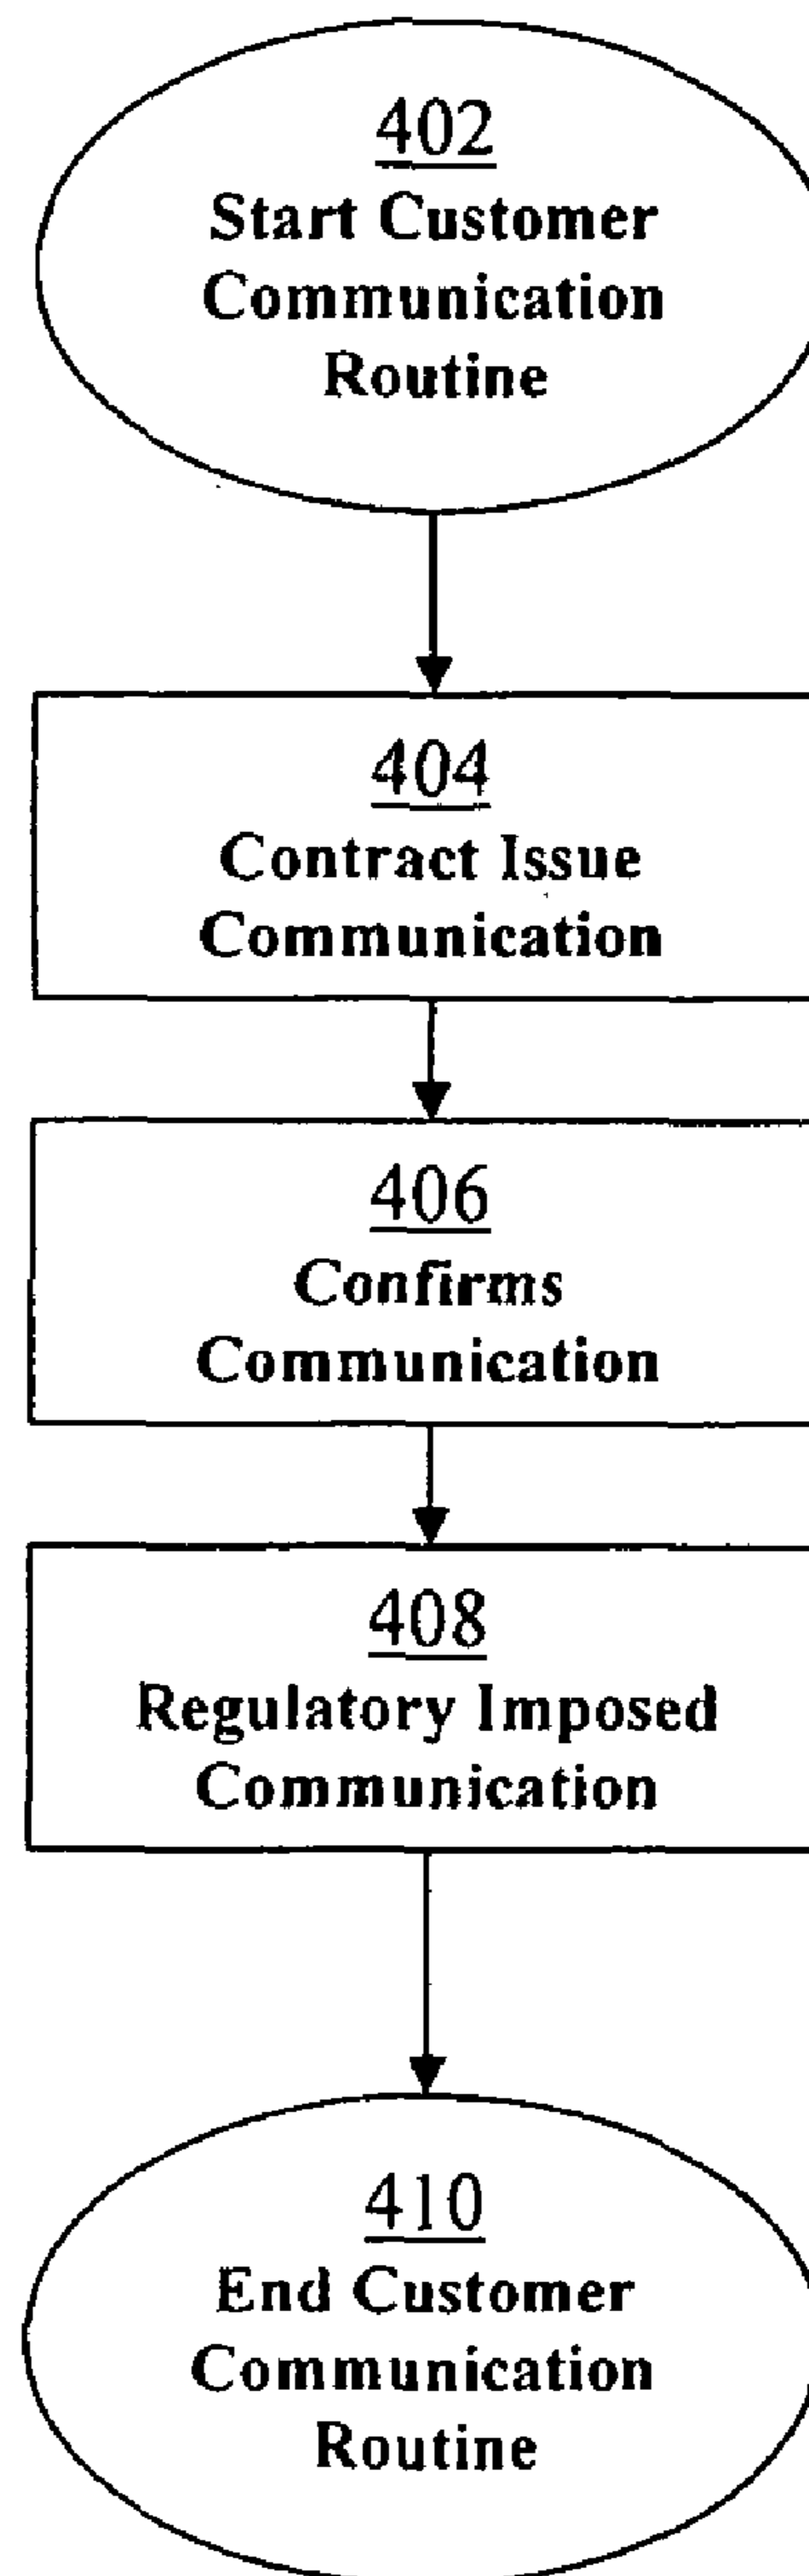 402
Start Customer
Communication
Routine
404
Contract Issue
Communication
406
Confirms
Communication
408
Regulatory Imposed
Communication
410
End Customer
Communication
Routine